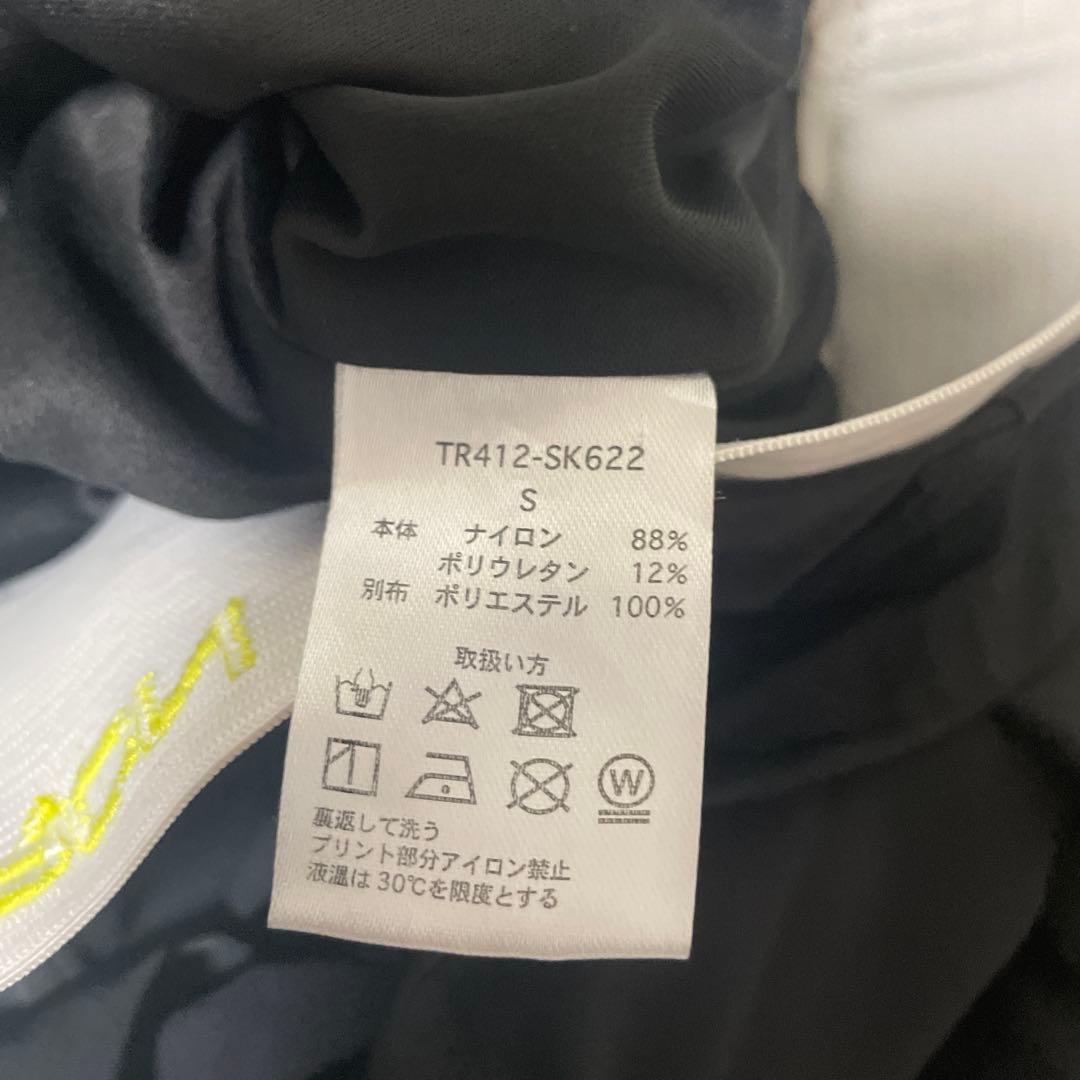 TR412-SK622
S
本体 ナイロン 88%
ポリウレタン 12%
別布 ポリエステル 100%
取扱い方
W
裏返して洗う
プリント部分アイロン禁止
液温は30℃を限度とする